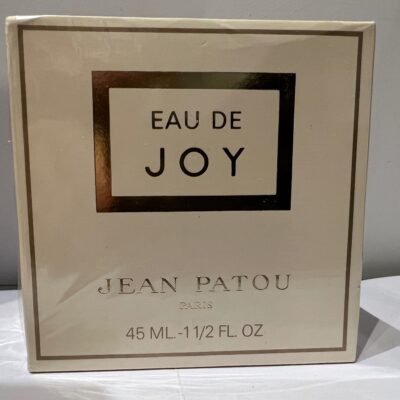 EAU DE
JOY
JEAN PATOU
PARIS
45 ML.-1 1/2 FL. OZ